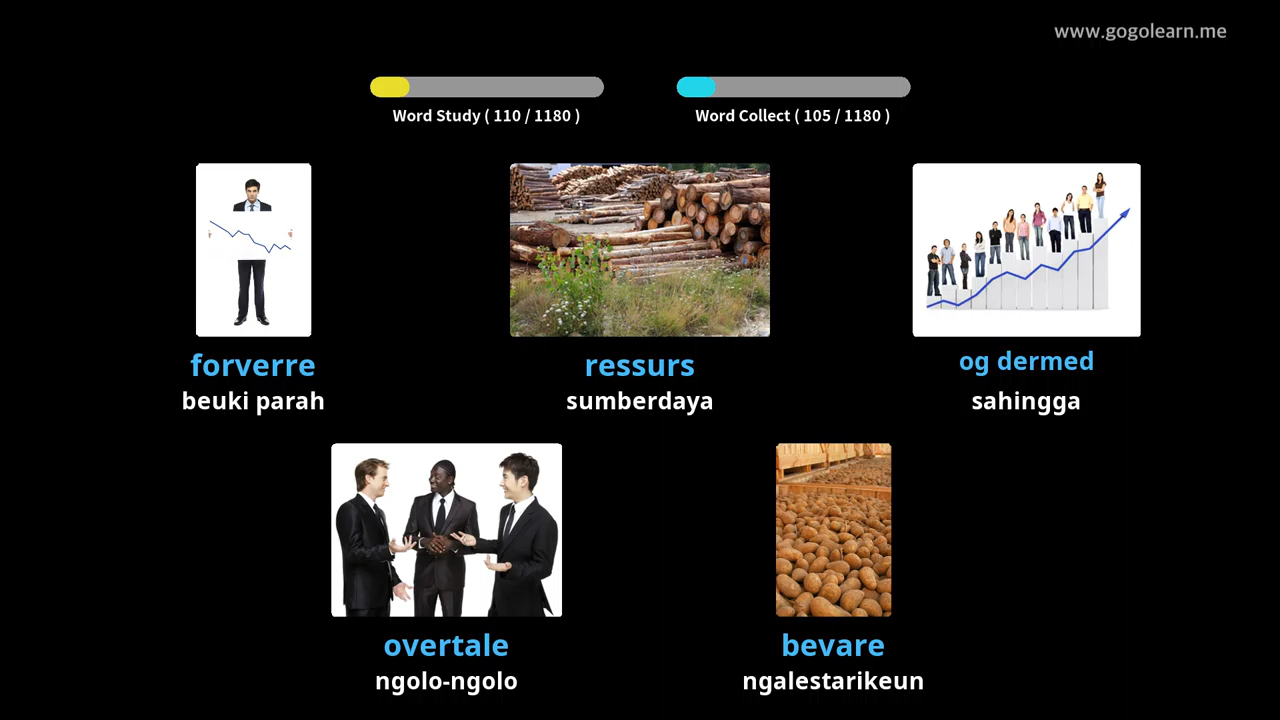 www.gogolearn.me
Word Study ( 110 / 1180 )
Word Collect ( 105 / 1180 )
forverre
beuki parah
ressurs
sumberdaya
og dermed
sahingga
overtale
ngolo-ngolo
bevare
ngalestarikeun